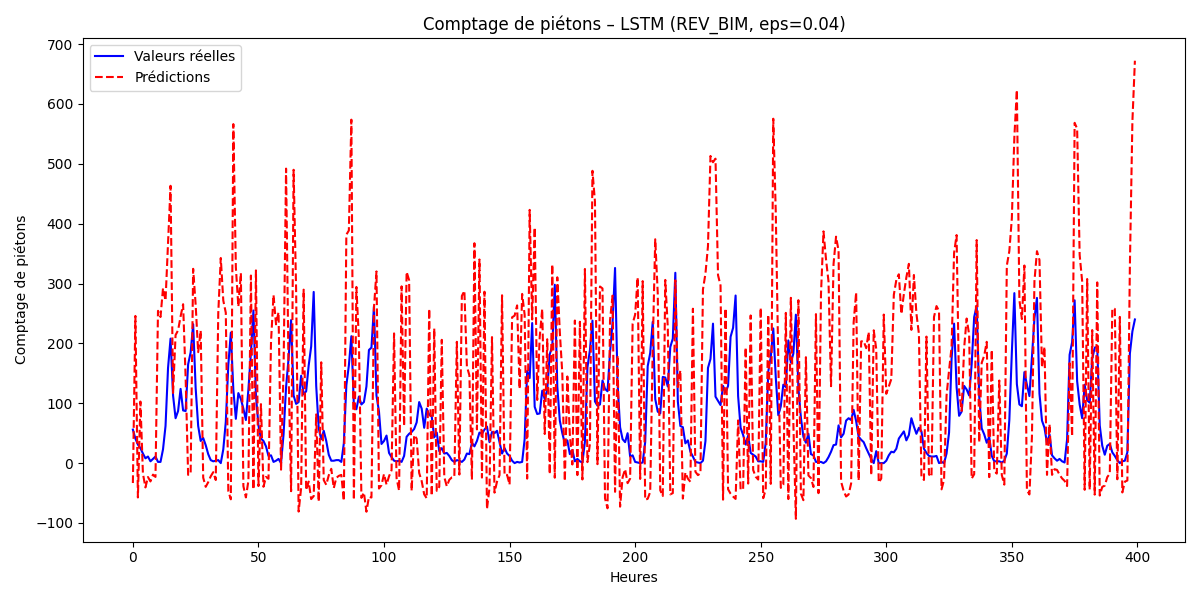 Comptage de piétons – LSTM (REV_BIM, eps=0.04)
700
600
500
400
300
200
100
0
−100
Comptage de piétons
Valeurs réelles
Prédictions
0 50 100 150 200 250 300 350 400
Heures